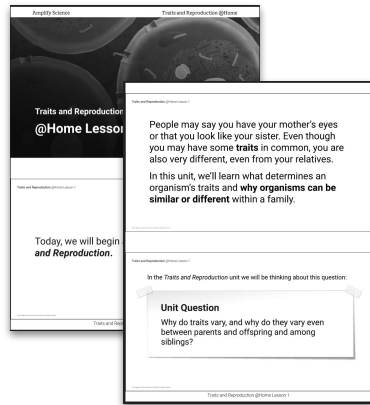 Amplify Science
Traits and Reproduction @Home
Traits and Reproduction
@Home Lesso
Traits and Reproduction @Home Lesson 1
Today, we will begin
and Reproduction.
Traits and Rep
Traits and Reproduction @Home Lesson 1
People may say you have your mother's eyes
or that you look like your sister. Even though
you may have some traits in common, you are
also very different, even from your relatives.
In this unit, we'll learn what determines an
organism's traits and why organisms can be
similar or different within a family.
Traits and Reproduction @Home Lesson 1
In the Traits and Reproduction unit we will be thinking about this question:
Unit Question
Why do traits vary, and why do they vary even
between parents and offspring and among
siblings?
Traits and Reproduction @Home Lesson 1